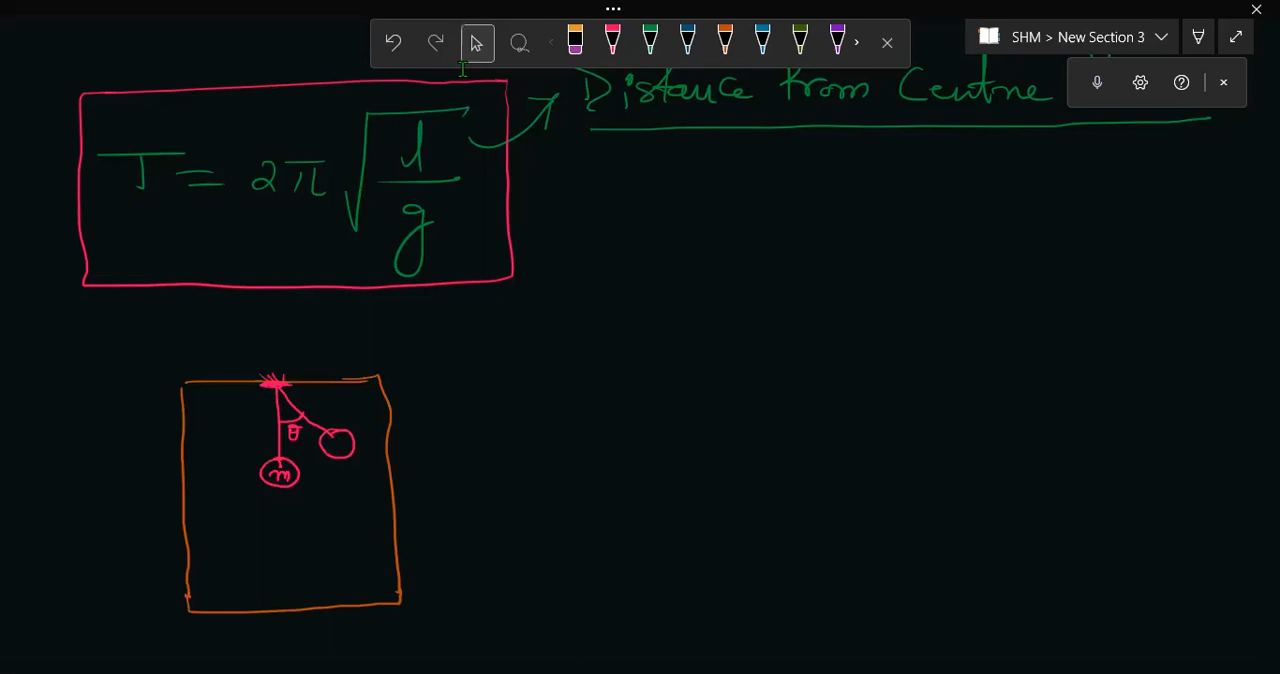 SHM > New Section 3
Distance from Centre
T = 2π√(l/g)
θ
m